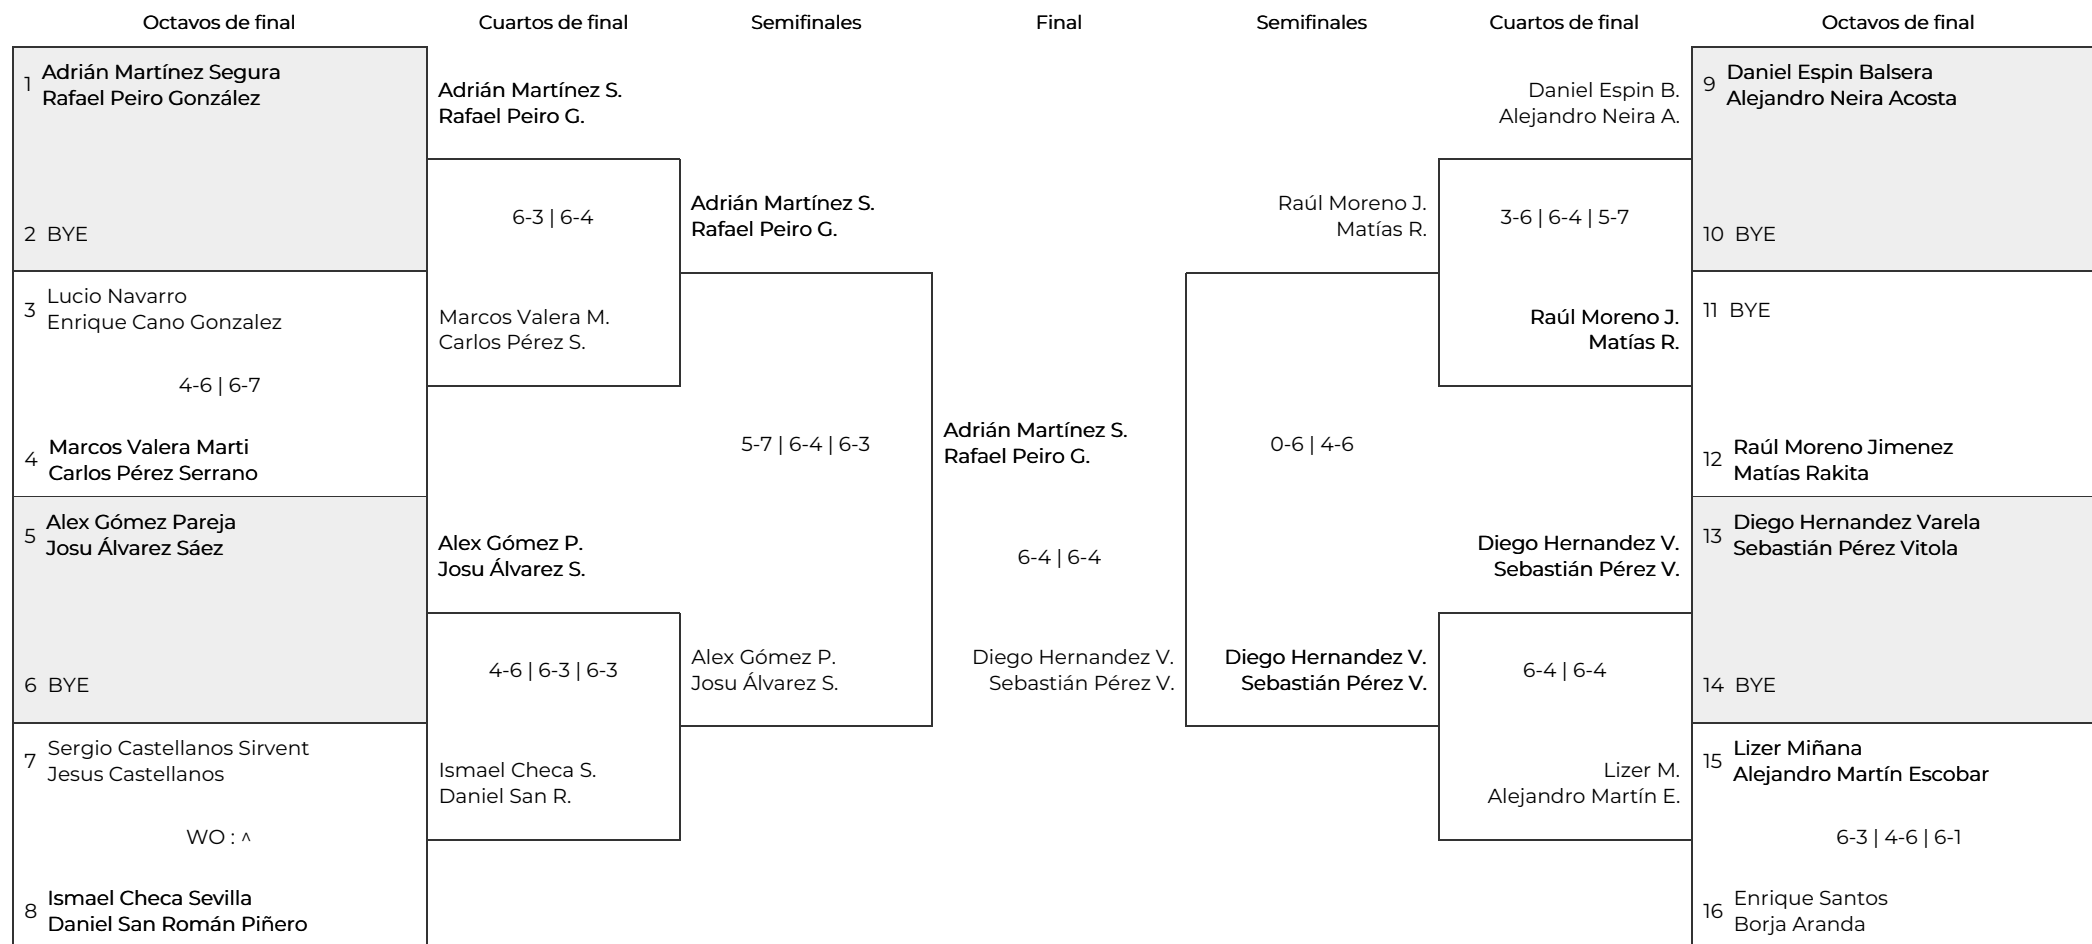 Octavos de final
Cuartos de final
Semifinales
Final
Semifinales
Cuartos de final
Octavos de final
1
Adrián Martínez Segura
Rafael Peiro González
2 BYE
3
Lucio Navarro
Enrique Cano Gonzalez
4-6 | 6-7
4
Marcos Valera Marti
Carlos Pérez Serrano
5
Alex Gómez Pareja
Josu Álvarez Sáez
6 BYE
7
Sergio Castellanos Sirvent
Jesus Castellanos
WO : ^
8
Ismael Checa Sevilla
Daniel San Román Piñero
Adrián Martínez S.
Rafael Peiro G.
6-3 | 6-4
Marcos Valera M.
Carlos Pérez S.
Alex Gómez P.
Josu Álvarez S.
4-6 | 6-3 | 6-3
Ismael Checa S.
Daniel San R.
Adrián Martínez S.
Rafael Peiro G.
5-7 | 6-4 | 6-3
Alex Gómez P.
Josu Álvarez S.
Adrián Martínez S.
Rafael Peiro G.
6-4 | 6-4
Diego Hernandez V.
Sebastián Pérez V.
Raúl Moreno J.
Matías R.
0-6 | 4-6
Diego Hernandez V.
Sebastián Pérez V.
Daniel Espin B.
Alejandro Neira A.
3-6 | 6-4 | 5-7
Raúl Moreno J.
Matías R.
Diego Hernandez V.
Sebastián Pérez V.
6-4 | 6-4
Lizer M.
Alejandro Martín E.
9
Daniel Espin Balsera
Alejandro Neira Acosta
10 BYE
11 BYE
12
Raúl Moreno Jimenez
Matías Rakita
13
Diego Hernandez Varela
Sebastián Pérez Vitola
14 BYE
15
Lizer Miñana
Alejandro Martín Escobar
6-3 | 4-6 | 6-1
16
Enrique Santos
Borja Aranda